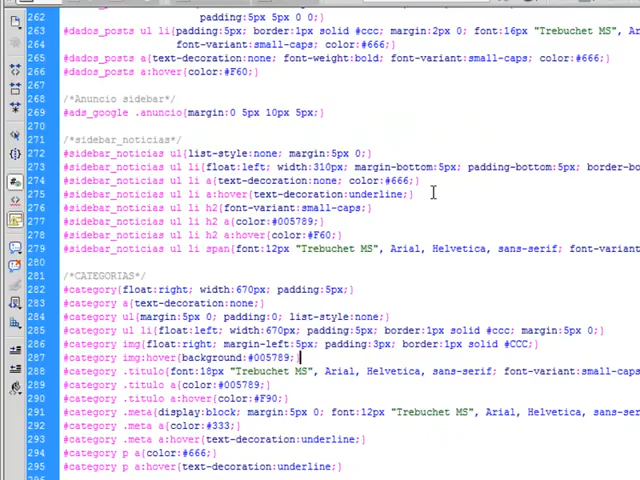 262 padding:5px 5px 0 0;}
263 #dados_posts ul li{padding:5px; border:1px solid #ccc; margin:2px 0; font:16px "Trebuchet MS", Ar
264 font-variant:small-caps; color:#666;}
265 #dados_posts a{text-decoration:none; font-weight:bold; font-variant:small-caps; color:#666;}
266 #dados_posts a:hover{color:#F60;}
267
268 /*Anuncio sidebar*/
269 #ads_google .anuncio{margin:0 5px 10px 5px;}
270
271 /*sidebar_noticias*/
272 #sidebar_noticias ul{list-style:none; margin:5px 0;}
273 #sidebar_noticias ul li{float:left; width:310px; margin-bottom:5px; padding-bottom:5px; border-bo
274 #sidebar_noticias ul li a{text-decoration:none; color:#666;}
275 #sidebar_noticias ul li a:hover{text-decoration:underline;}
276 #sidebar_noticias ul li h2{font-variant:small-caps;}
277 #sidebar_noticias ul li h2 a{color:#005789;}
278 #sidebar_noticias ul li h2 a:hover{color:#F60;}
279 #sidebar_noticias ul li span{font:12px "Trebuchet MS", Arial, Helvetica, sans-serif; font-variant
280
281 /*CATEGORIAS*/
282 #category{float:right; width:670px; padding:5px;}
283 #category a{text-decoration:none;}
284 #category ul{margin:5px 0; padding:0; list-style:none;}
285 #category ul li{float:left; width:670px; padding:5px; border:1px solid #ccc; margin:5px 0;}
286 #category img{float:right; margin-left:5px; padding:3px; border:1px solid #CCC;}
287 #category img:hover{background:#005789;}
288 #category .titulo{font:18px "Trebuchet MS", Arial, Helvetica, sans-serif; font-variant:small-caps
289 #category .titulo a{color:#005789;}
290 #category .titulo a:hover{color:#F90;}
291 #category .meta{display:block; margin:5px 0; font:12px "Trebuchet MS", Arial, Helvetica, sans-se
292 #category .meta a{color:#333;}
293 #category .meta a:hover{text-decoration:underline;}
294 #category p a{color:#666;}
295 #category p a:hover{text-decoration:underline;}
296